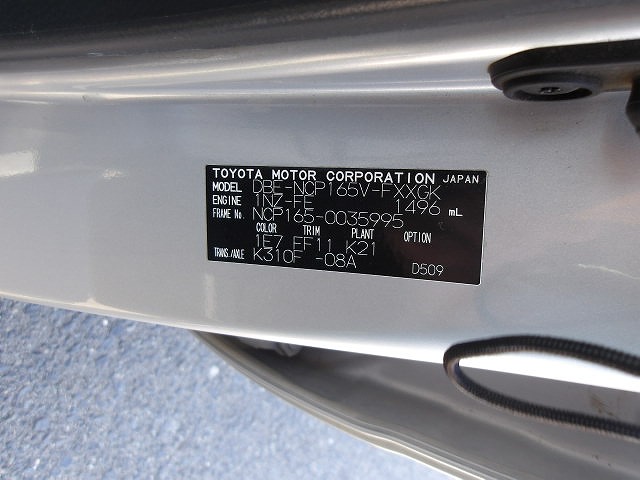 TOYOTA MOTOR CORPORATION JAPAN
MODEL DBE-NCP165V-FXXGK
ENGINE 1NZ-FE 1496 mL
FRAME No. NCP165-0035995
COLOR TRIM PLANT OPTION
1E7 EF11 K21
TRANS./AXLE K310F -08A
D509